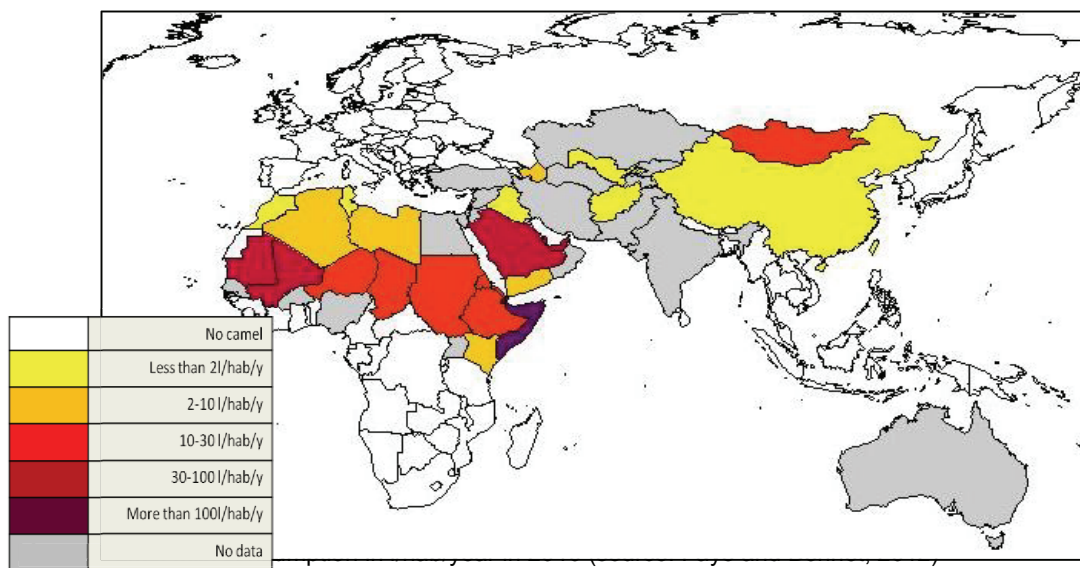 No camel
Less than 2l/hab/y
2-10 l/hab/y
10-30 l/hab/y
30-100 l/hab/y
More than 100l/hab/y
No data